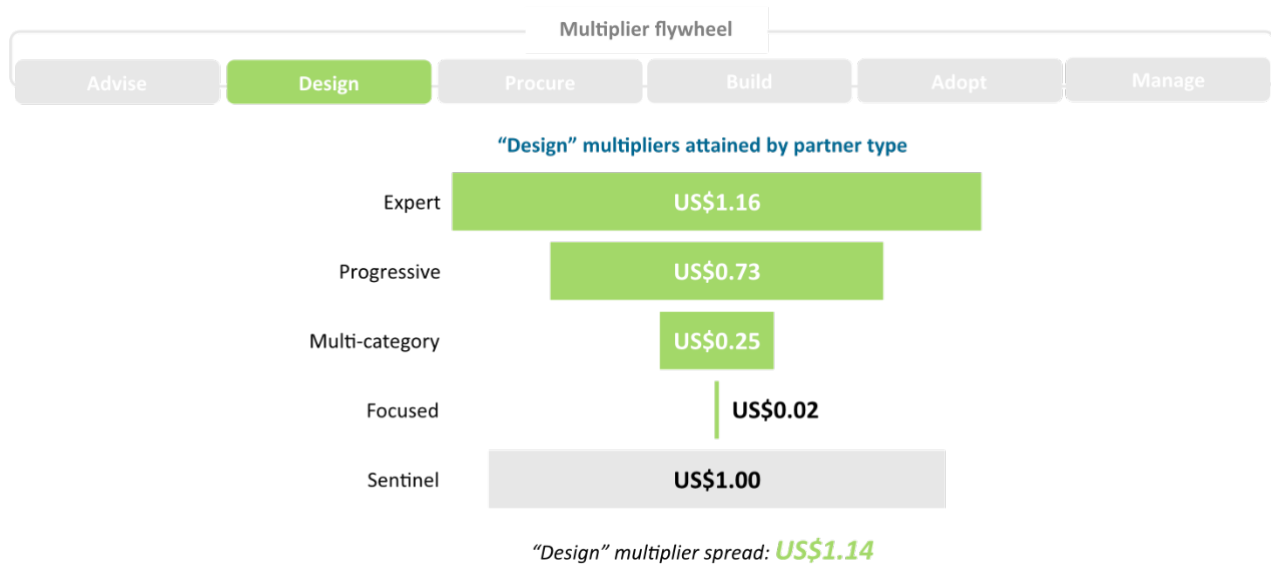 Multiplier flywheel
Advise Design Procure Build Adopt Manage
“Design” multipliers attained by partner type
Expert US$1.16
Progressive US$0.73
Multi-category US$0.25
Focused US$0.02
Sentinel US$1.00
“Design” multiplier spread: US$1.14